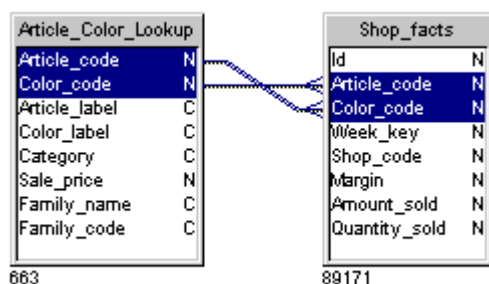 Article_Color_Lookup
Article_code N
Color_code N
Article_label C
Color_label C
Category C
Sale_price N
Family_name C
Family_code C
663
Shop_facts
Id N
Article_code N
Color_code N
Week_key N
Shop_code N
Margin N
Amount_sold N
Quantity_sold N
89171